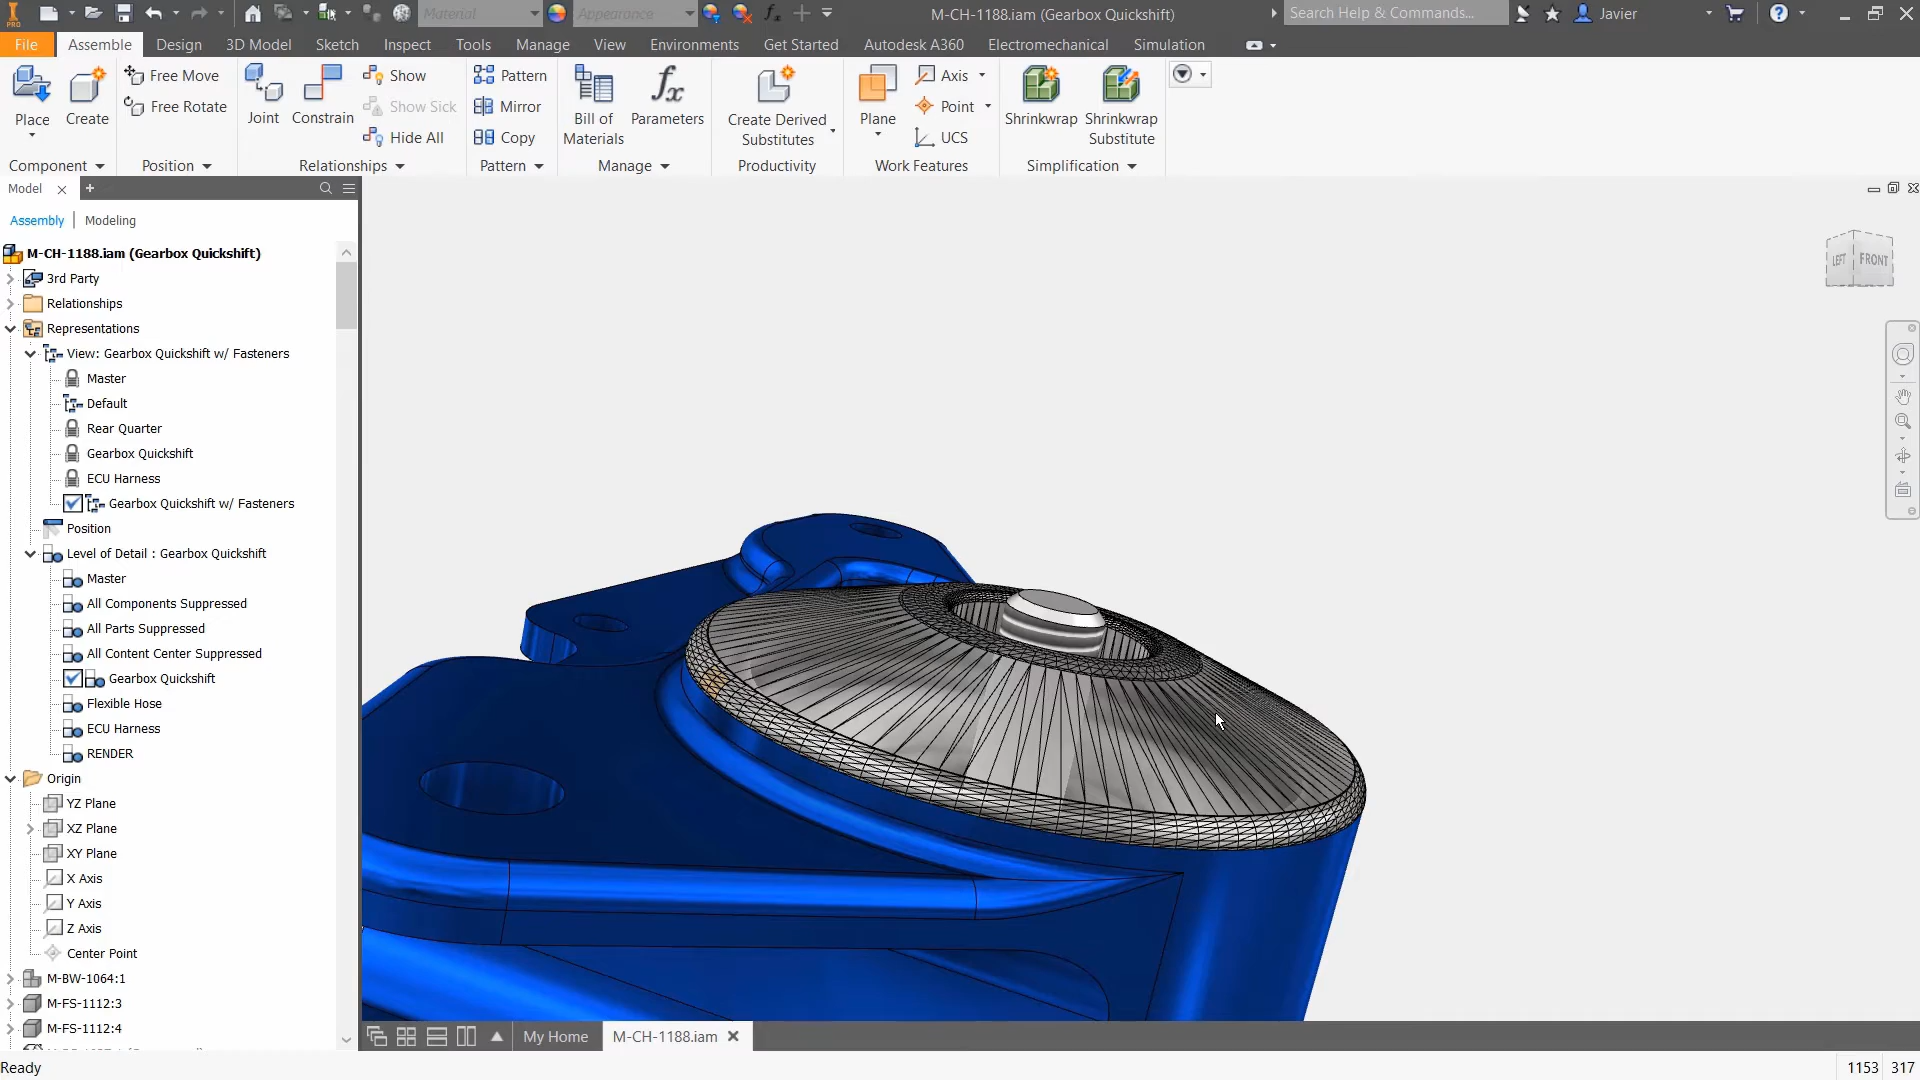 PRO
Material
Appearance
M-CH-1188.iam (Gearbox Quickshift)
Search Help & Commands...
Javier
File
Assemble
Design
3D Model
Sketch
Inspect
Tools
Manage
View
Environments
Get Started
Autodesk A360
Electromechanical
Simulation
Place
Create
Free Move
Free Rotate
Joint
Constrain
Show
Show Sick
Hide All
Pattern
Mirror
Copy
Bill of
Materials
Parameters
Create Derived
Substitutes
Plane
Axis
Point
UCS
Shrinkwrap
Shrinkwrap
Substitute
Component
Position
Relationships
Pattern
Manage
Productivity
Work Features
Simplification
Model
Assembly
Modeling
M-CH-1188.iam (Gearbox Quickshift)
3rd Party
Relationships
Representations
View: Gearbox Quickshift w/ Fasteners
Master
Default
Rear Quarter
Gearbox Quickshift
ECU Harness
Gearbox Quickshift w/ Fasteners
Position
Level of Detail : Gearbox Quickshift
Master
All Components Suppressed
All Parts Suppressed
All Content Center Suppressed
Gearbox Quickshift
Flexible Hose
ECU Harness
RENDER
Origin
YZ Plane
XZ Plane
XY Plane
X Axis
Y Axis
Z Axis
Center Point
M-BW-1064:1
M-FS-1112:3
M-FS-1112:4
LEFT
FRONT
My Home
M-CH-1188.iam
Ready
1153
317